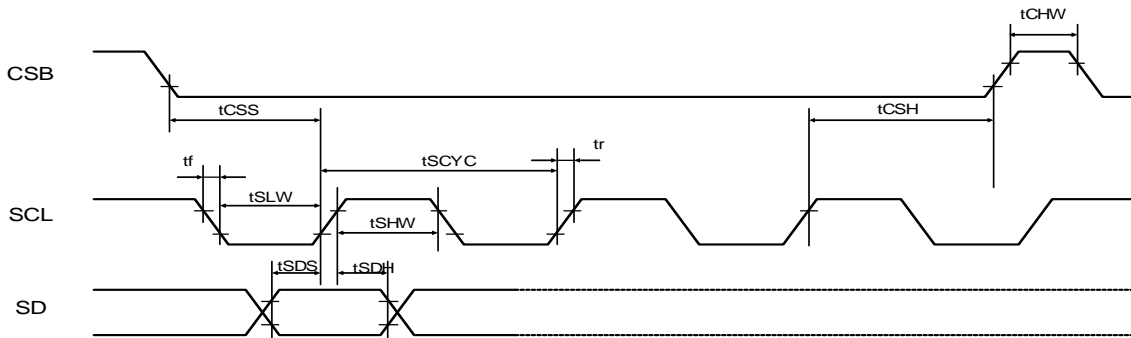 tCHW
CSB
tCSS
tCSH
tf
tSCYC
tr
tSLW
SCL
tSHW
tSDS
tSDH
SD